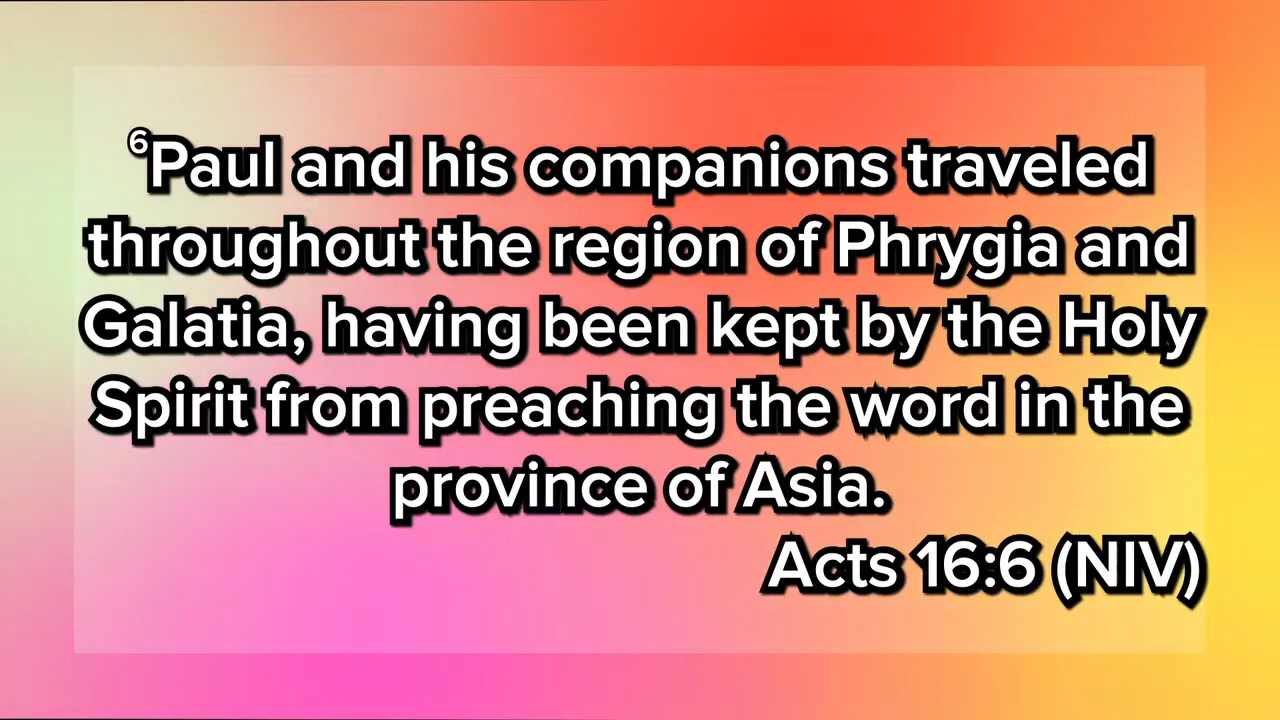 ⁶Paul and his companions traveled
throughout the region of Phrygia and
Galatia, having been kept by the Holy
Spirit from preaching the word in the
province of Asia.
Acts 16:6 (NIV)